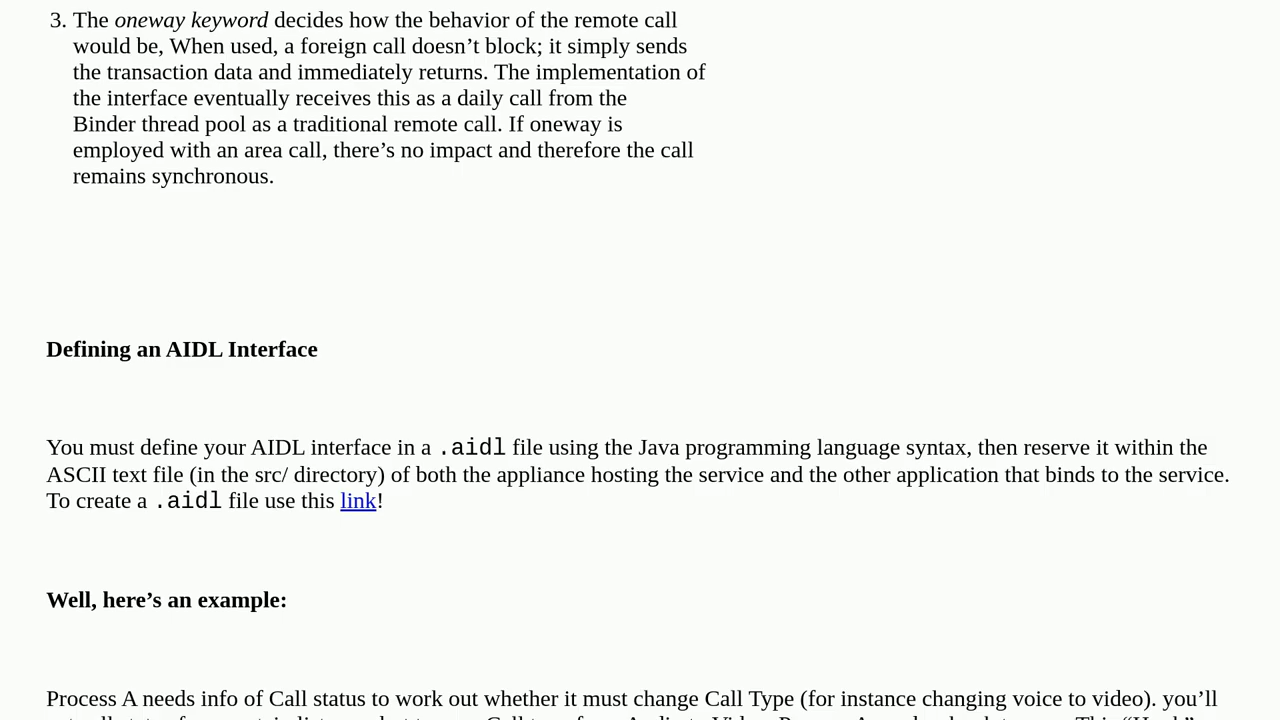 3. The oneway keyword decides how the behavior of the remote call
would be, When used, a foreign call doesn’t block; it simply sends
the transaction data and immediately returns. The implementation of
the interface eventually receives this as a daily call from the
Binder thread pool as a traditional remote call. If oneway is
employed with an area call, there’s no impact and therefore the call
remains synchronous.
Defining an AIDL Interface
You must define your AIDL interface in a .aidl file using the Java programming language syntax, then reserve it within the
ASCII text file (in the src/ directory) of both the appliance hosting the service and the other application that binds to the service.
To create a .aidl file use this link!
Well, here’s an example:
Process A needs info of Call status to work out whether it must change Call Type (for instance changing voice to video). you’ll